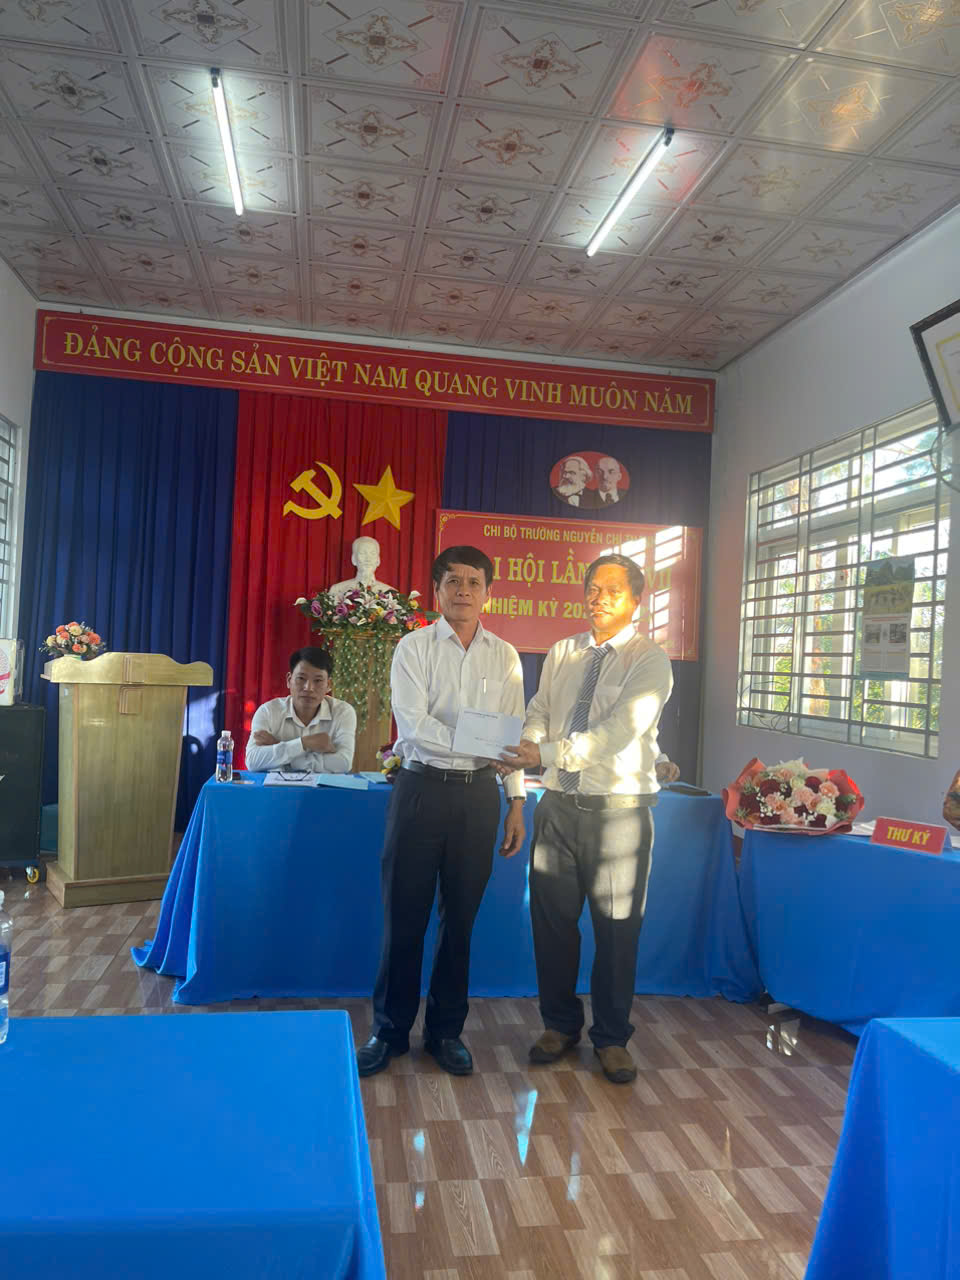 ĐẢNG CỘNG SẢN VIỆT NAM QUANG VINH MUÔN NĂM
CHI BỘ TRƯỜNG NGUYỄN CHÍ
HỘI LẦN
NHIỆM KỲ
THƯ KÝ